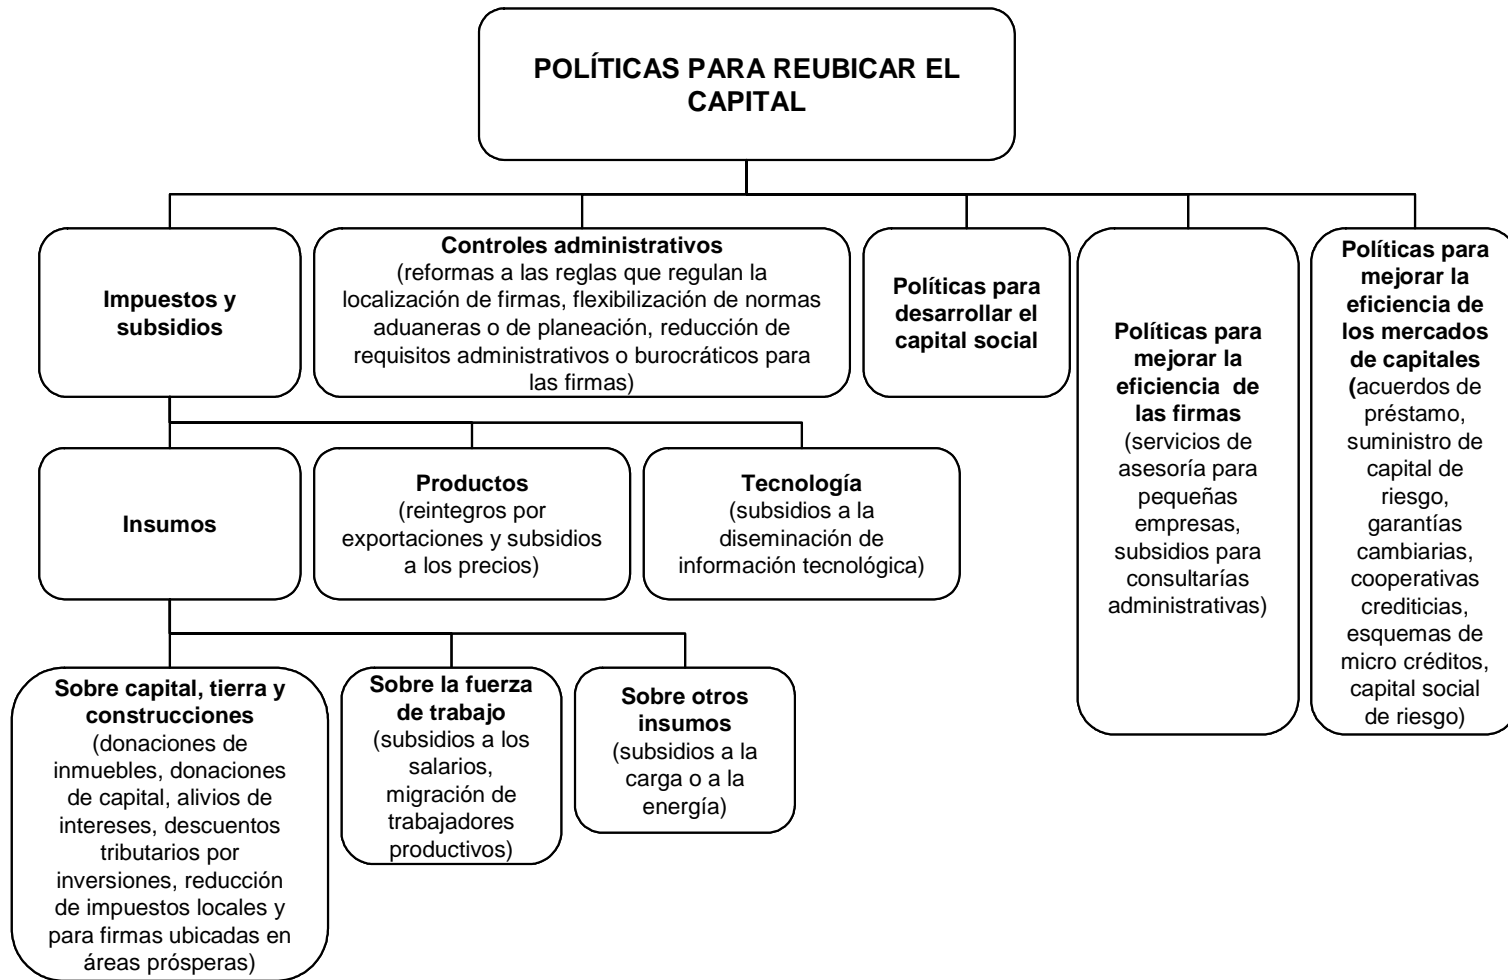 POLÍTICAS PARA REUBICAR EL
CAPITAL
Impuestos y
subsidios
Controles administrativos
(reformas a las reglas que regulan la
localización de firmas, flexibilización de normas
aduaneras o de planeación, reducción de
requisitos administrativos o burocráticos para
las firmas)
Políticas para
desarrollar el
capital social
Políticas para
mejorar la
eficiencia de
las firmas
(servicios de
asesoría para
pequeñas
empresas,
subsidios para
consultarías
administrativas)
Políticas para
mejorar la
eficiencia de
los mercados
de capitales
(acuerdos de
préstamo,
suministro de
capital de
riesgo,
garantías
cambiarias,
cooperativas
crediticias,
esquemas de
micro créditos,
capital social
de riesgo)
Insumos
Productos
(reintegros por
exportaciones y subsidios
a los precios)
Tecnología
(subsidios a la
diseminación de
información tecnológica)
Sobre capital, tierra y
construcciones
(donaciones de
inmuebles, donaciones
de capital, alivios de
intereses, descuentos
tributarios por
inversiones, reducción
de impuestos locales y
para firmas ubicadas en
áreas prósperas)
Sobre la fuerza
de trabajo
(subsidios a los
salarios,
migración de
trabajadores
productivos)
Sobre otros
insumos
(subsidios a la
carga o a la
energía)